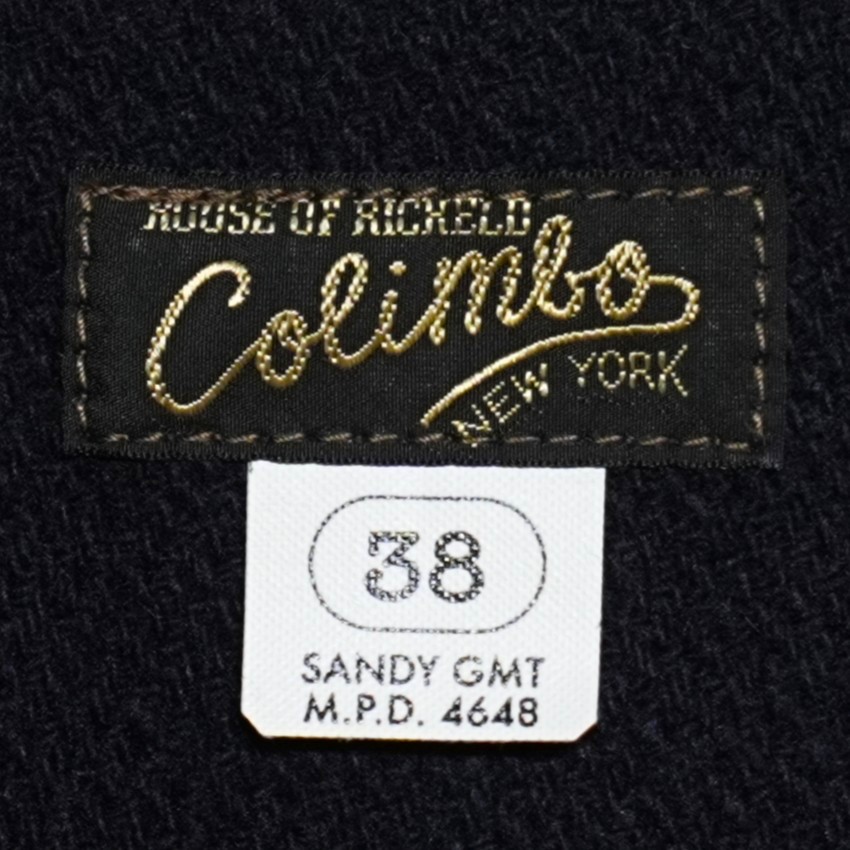 HOUSE OF RICHELD
Colimbo
NEW YORK
38
SANDY GMT
M.P.D. 4648